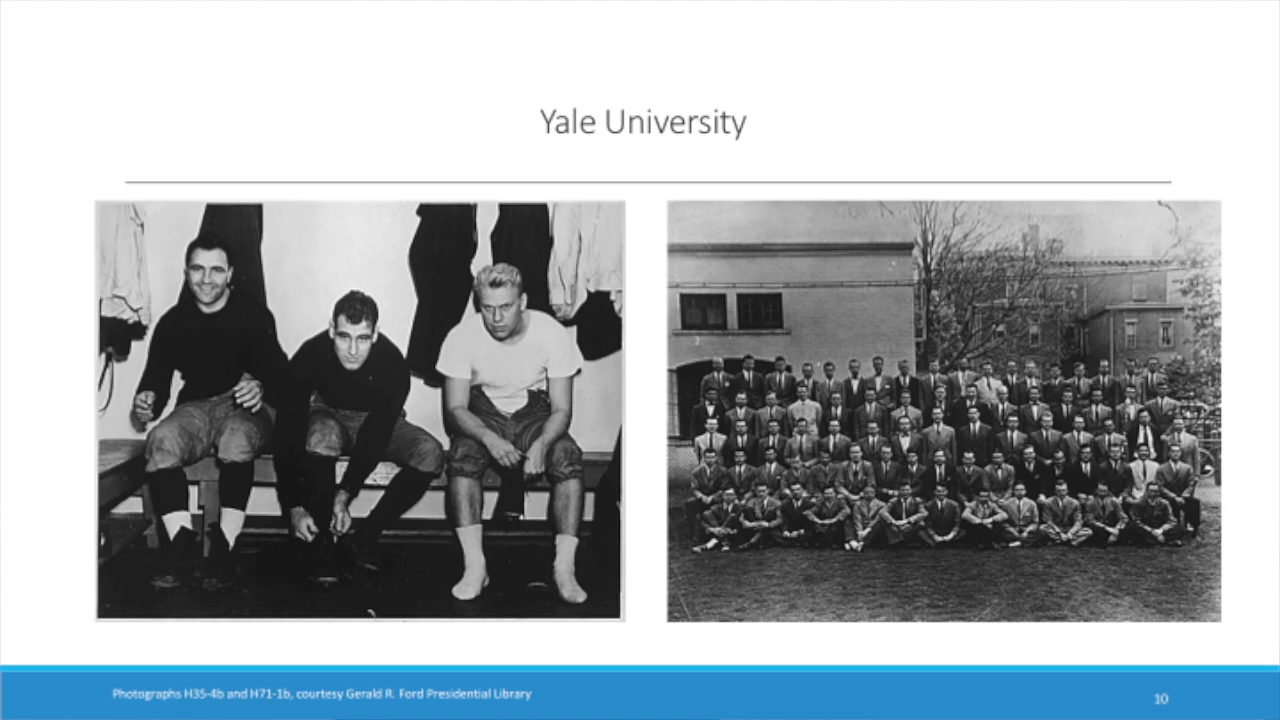 Yale University
Photographs H35-4b and H71-1b, courtesy Gerald R. Ford Presidential Library
10